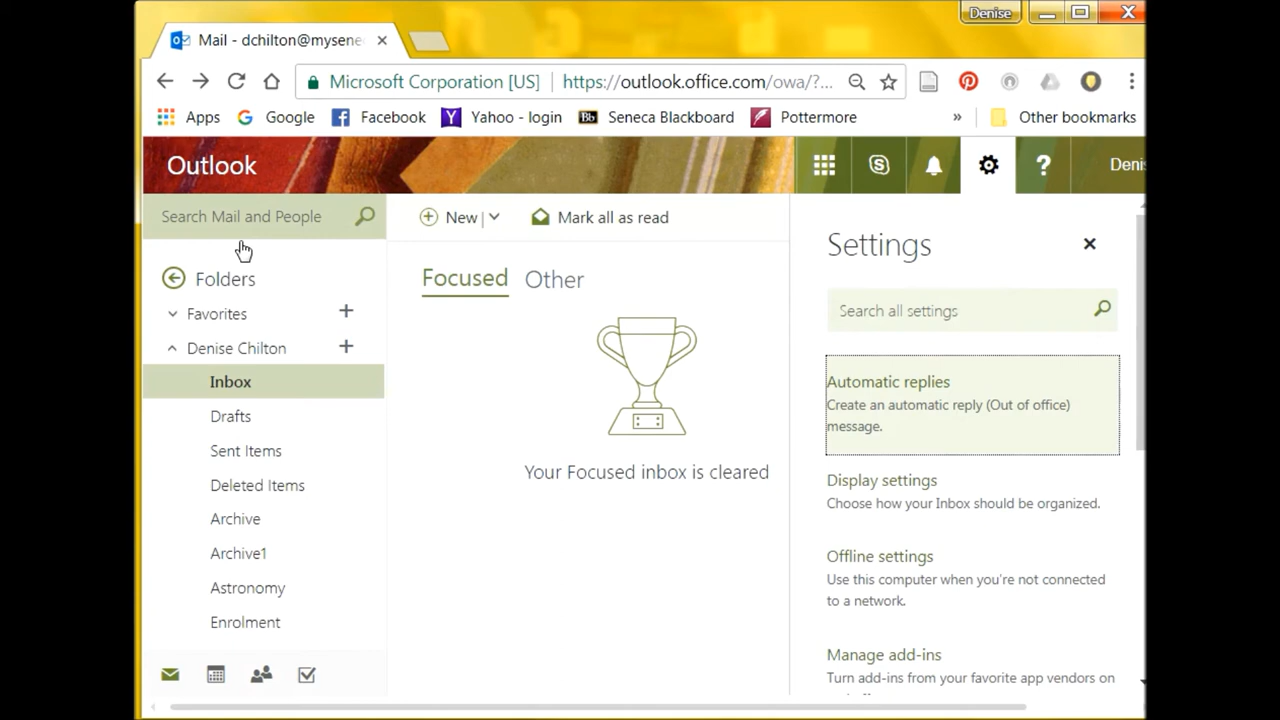 Denise
Mail - dchilton@mysene
Microsoft Corporation [US] https://outlook.office.com/owa/?...
Apps Google Facebook Yahoo - login Seneca Blackboard Pottermore » Other bookmarks
Outlook
Denis
Search Mail and People
New Mark all as read
Settings
Folders
Focused Other
Search all settings
Favorites
Denise Chilton
Inbox
Drafts
Sent Items
Deleted Items
Archive
Archive1
Astronomy
Enrolment
Your Focused inbox is cleared
Automatic replies
Create an automatic reply (Out of office)
message.
Display settings
Choose how your Inbox should be organized.
Offline settings
Use this computer when you're not connected
to a network.
Manage add-ins
Turn add-ins from your favorite app vendors on